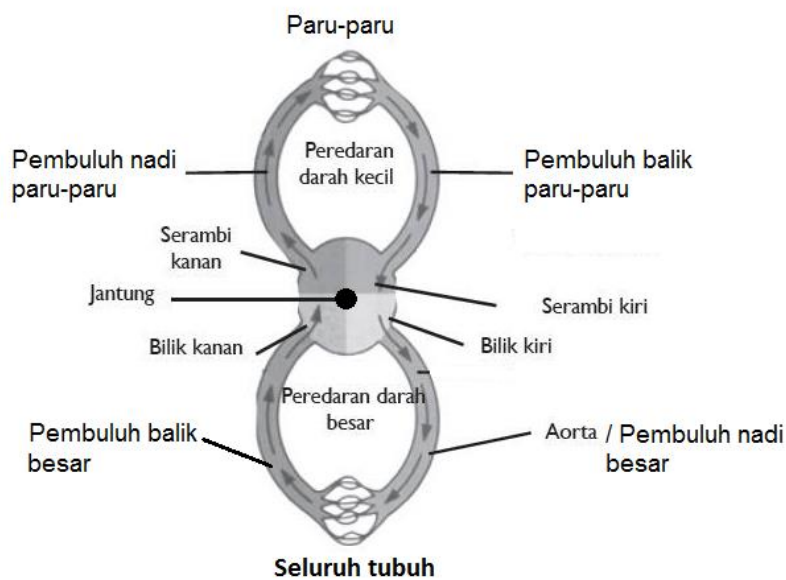 Paru-paru
Pembuluh nadi
paru-paru
Peredaran
darah kecil
Pembuluh balik
paru-paru
Serambi
kanan
Jantung
Serambi kiri
Bilik kanan
Bilik kiri
Peredaran darah
besar
Pembuluh balik
besar
Aorta / Pembuluh nadi
besar
Seluruh tubuh